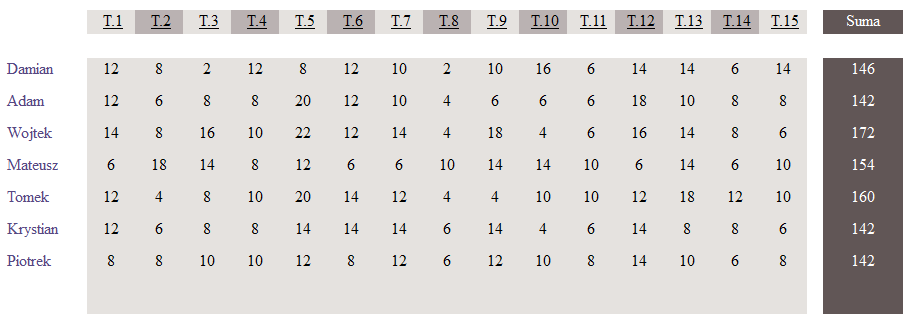 T.1 T.2 T.3 T.4 T.5 T.6 T.7 T.8 T.9 T.10 T.11 T.12 T.13 T.14 T.15 Suma
Damian 12 8 2 12 8 12 10 2 10 16 6 14 14 6 14 146
Adam 12 6 8 8 20 12 10 4 6 6 6 18 10 8 8 142
Wojtek 14 8 16 10 22 12 14 4 18 4 6 16 14 8 6 172
Mateusz 6 18 14 8 12 6 6 10 14 14 10 6 14 6 10 154
Tomek 12 4 8 10 20 14 12 4 4 10 10 12 18 12 10 160
Krystian 12 6 8 8 14 14 14 6 14 4 6 14 8 8 6 142
Piotrek 8 8 10 10 12 8 12 6 12 10 8 14 10 6 8 142